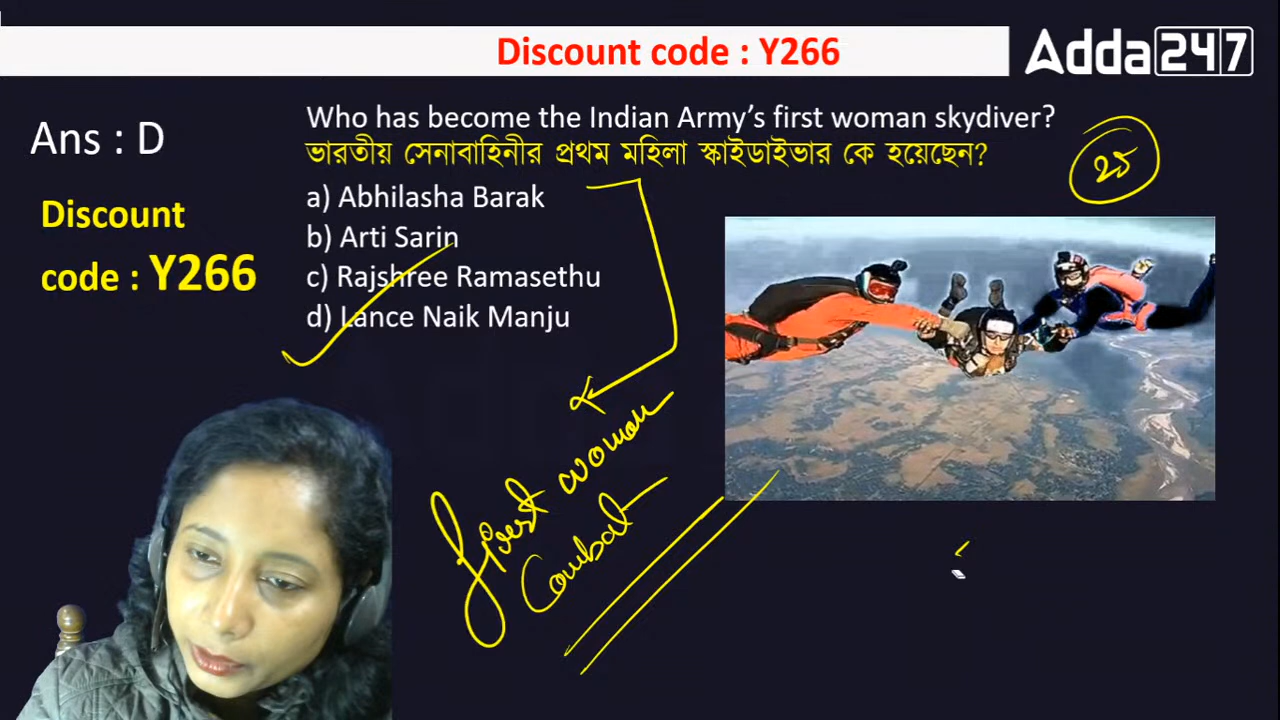 Discount code : Y266
Adda247
Ans : D
Discount
code : Y266
Who has become the Indian Army's first woman skydiver?
ভারতীয় সেনাবাহিনীর প্রথম মহিলা স্কাইডাইভার কে হয়েছেন?
a) Abhilasha Barak
b) Arti Sarin
c) Rajshree Ramasethu
d) Lance Naik Manju
first woman
Combat